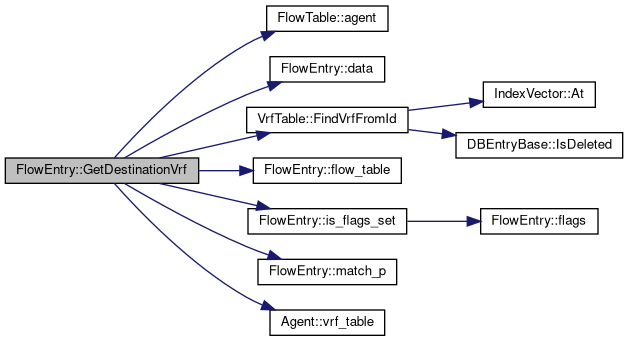 FlowTable::agent
FlowEntry::data
IndexVector::At
VrfTable::FindVrfFromId
DBEntryBase::IsDeleted
FlowEntry::GetDestinationVrf
FlowEntry::flow_table
FlowEntry::is_flags_set
FlowEntry::flags
FlowEntry::match_p
Agent::vrf_table